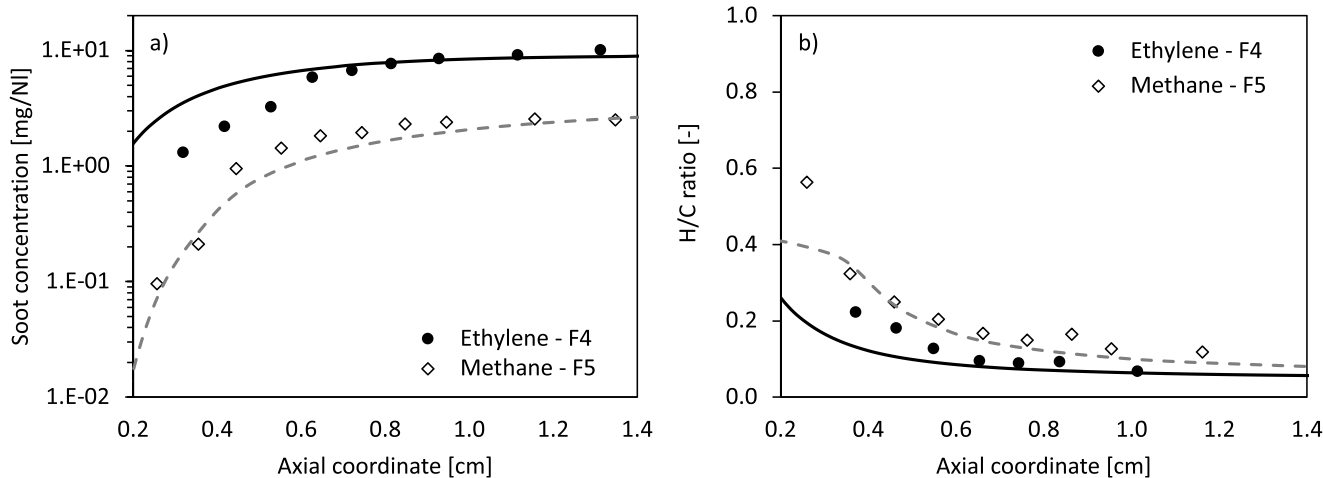 a)
Soot concentration [mg/Nl]
1.E+01
1.E+00
1.E-01
1.E-02
Ethylene - F4
Methane - F5
0.2 0.4 0.6 0.8 1.0 1.2 1.4
Axial coordinate [cm]
b)
H/C ratio [-]
1.0
0.8
0.6
0.4
0.2
0.0
Ethylene - F4
Methane - F5
0.2 0.4 0.6 0.8 1.0 1.2 1.4
Axial coordinate [cm]